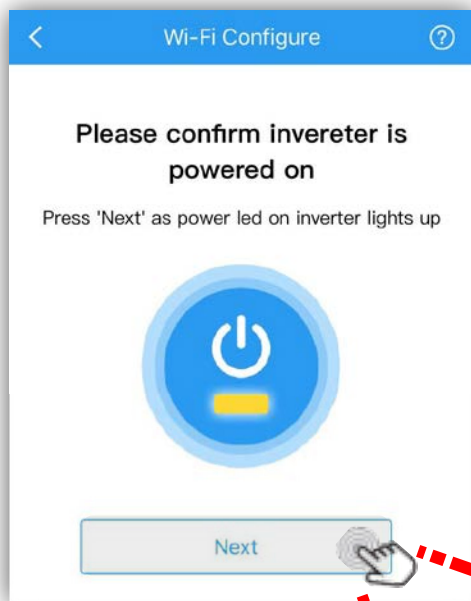 Wi-Fi Configure
Please confirm invereter is
powered on
Press 'Next' as power led on inverter lights up
Next